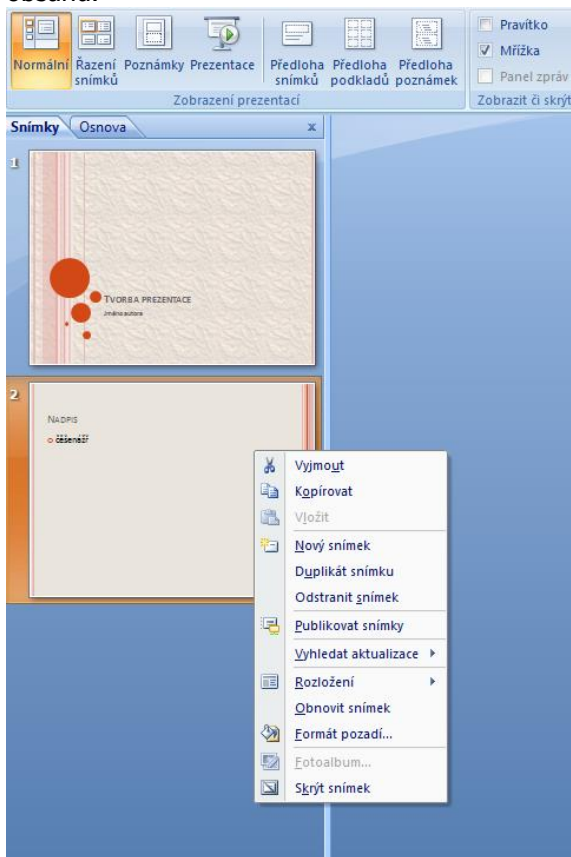 Normální Řazení snímků Poznámky Prezentace Předloha snímků Předloha podkladů Předloha poznámek
Zobrazení prezentací
Pravítko
Mřížka
Panel zpráv
Zobrazit či skrýt
Snímky Osnova x
1
TVORBA PREZENTACE
Jméno autora
2
NADPIS
Vyjmout
Kopírovat
Vložit
Nový snímek
Duplikát snímku
Odstranit snímek
Publikovat snímky
Vyhledat aktualizace
Rozložení
Obnovit snímek
Formát pozadí...
Fotoalbum...
Skrýt snímek